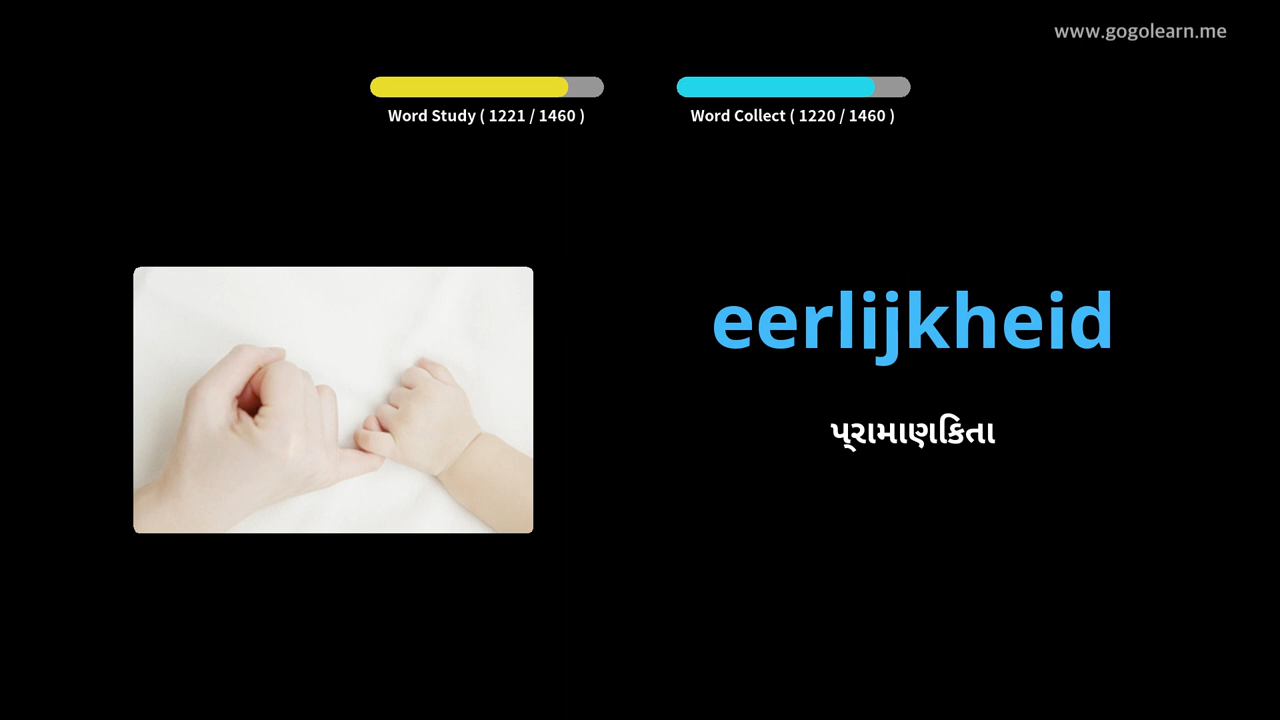 www.gogolearn.me
Word Study ( 1221 / 1460 )
Word Collect ( 1220 / 1460 )
eerlijkheid
પ્રામાણિકતા